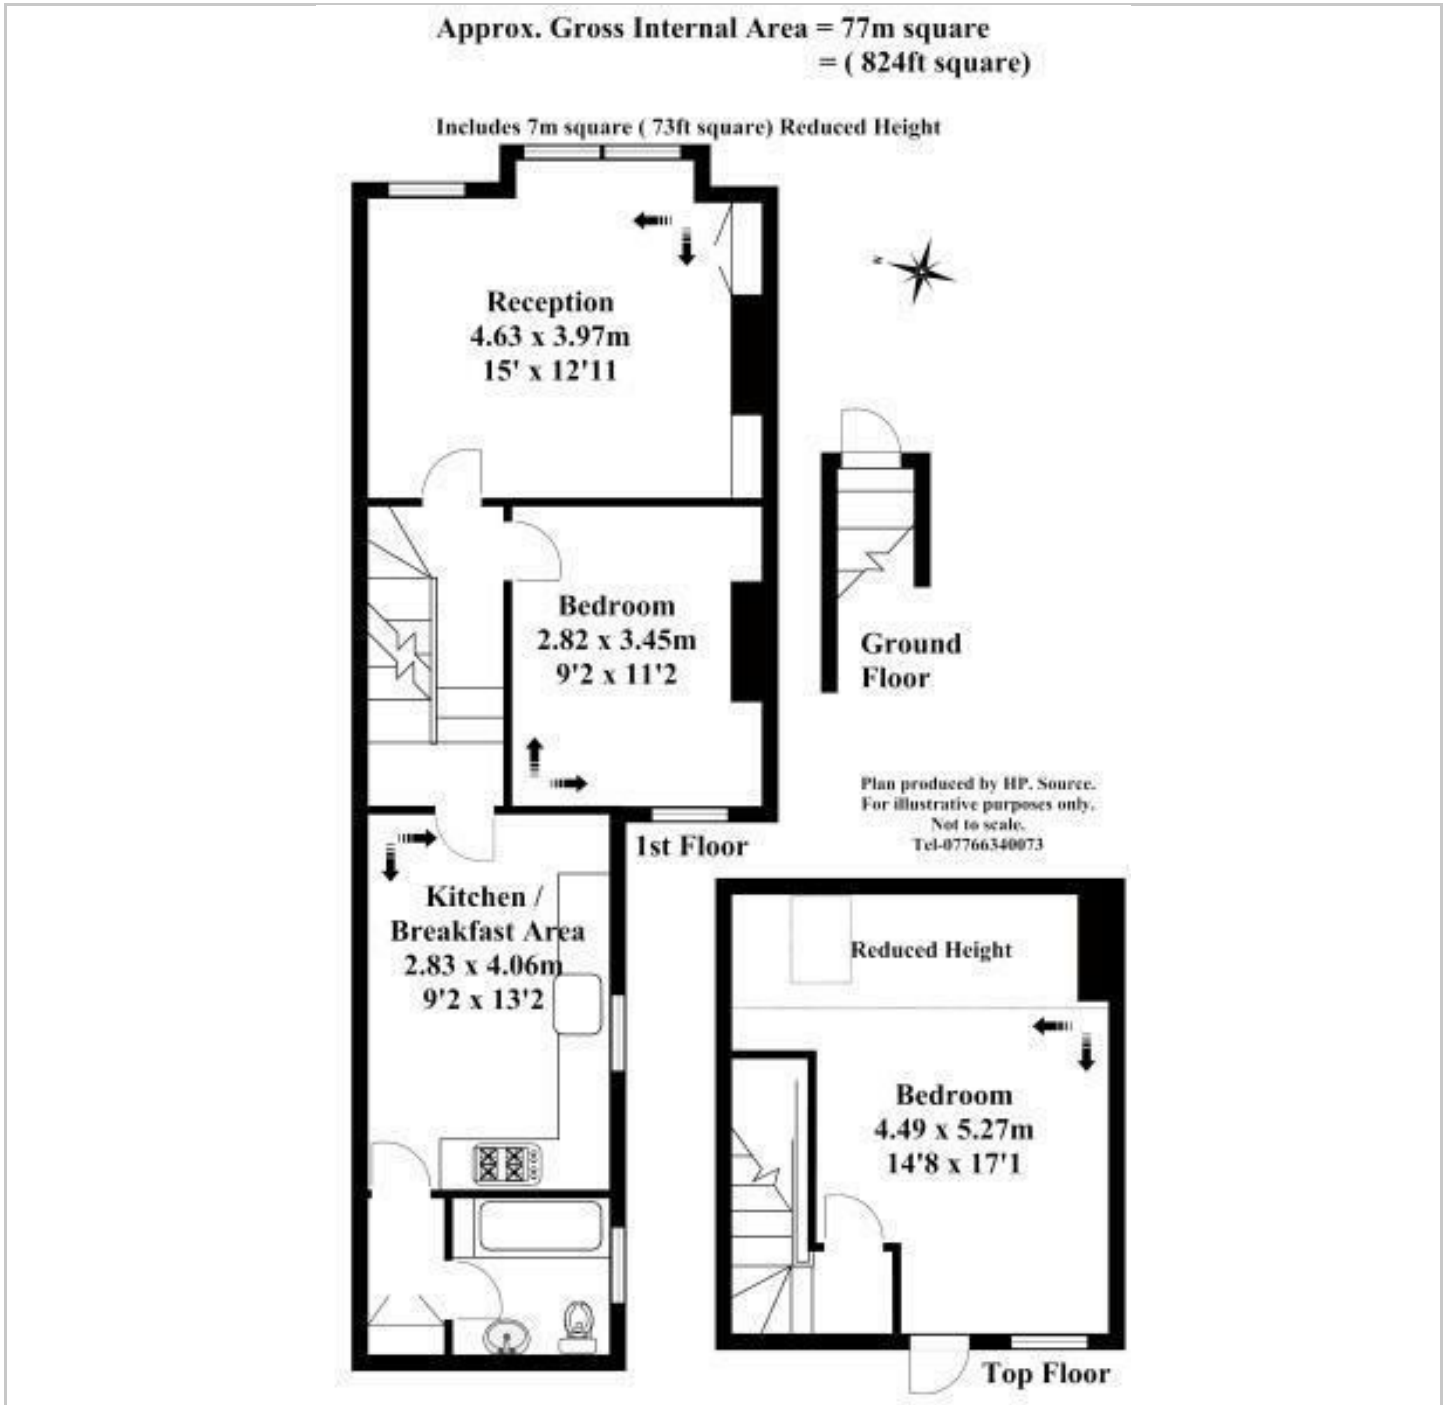 Approx. Gross Internal Area = 77m square
= ( 824ft square)
Includes 7m square ( 73ft square) Reduced Height
N
Reception
4.63 x 3.97m
15' x 12'11
Bedroom
2.82 x 3.45m
9'2 x 11'2
Ground
Floor
Plan produced by HP. Source.
For illustrative purposes only.
Not to scale.
Tel-07766340073
1st Floor
Kitchen /
Breakfast Area
2.83 x 4.06m
9'2 x 13'2
Reduced Height
Bedroom
4.49 x 5.27m
14'8 x 17'1
Top Floor